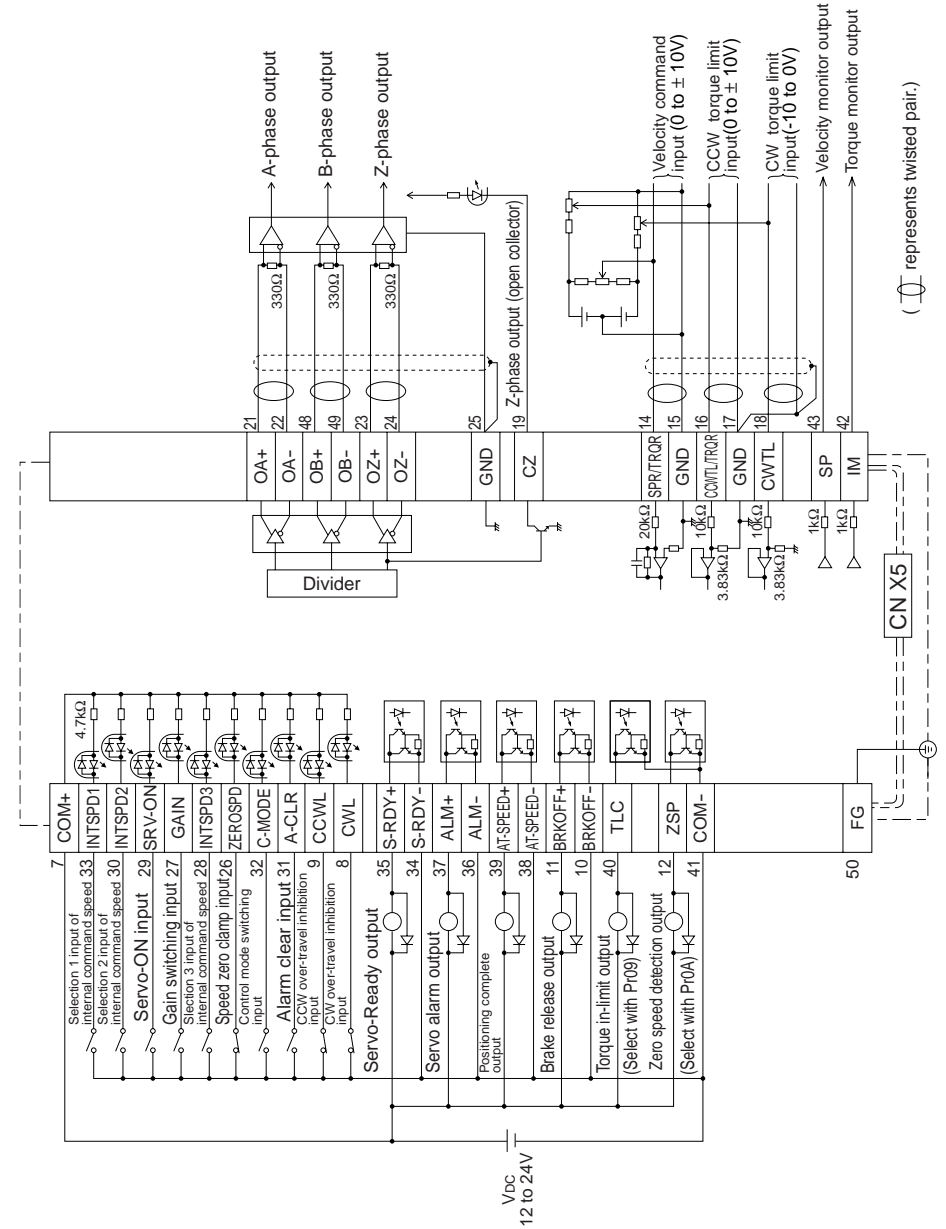 A-phase output
B-phase output
Z-phase output
330Ω
330Ω
330Ω
Z-phase output (open collector)
21
22
48
49
23
24
25
19
OA+
OA−
OB+
OB−
OZ+
OZ−
GND
CZ
Divider
Velocity command
input (0 to ± 10V)
CCW torque limit
input(0 to ± 10V)
CW torque limit
input(-10 to 0V)
Velocity monitor output
Torque monitor output
14
15
16
17
18
43
42
SPR/TRQR
GND
CCWTL/TRQR
GND
CWTL
SP
IM
20kΩ
10kΩ
3.83kΩ
10kΩ
3.83kΩ
1kΩ
1kΩ
( represents twisted pair.)
CN X5
4.7kΩ
COM+
INTSPD1
INTSPD2
SRV-ON
GAIN
INTSPD3
ZEROSPD
C-MODE
A-CLR
CCWL
CWL
S-RDY+
S-RDY−
ALM+
ALM−
AT-SPEED+
AT-SPEED−
BRKOFF+
BRKOFF−
TLC
ZSP
COM−
FG
7
Selection 1 input of
internal command speed 33
Selection 2 input of
internal command speed 30
Servo-ON input 29
Gain switching input 27
Slection 3 input of
internal command speed 28
Speed zero clamp input 26
Control mode switching
input 32
Alarm clear input 31
CCW over-travel inhibition
input 9
CW over-travel inhibition
input 8
Servo-Ready output
35
34
Servo alarm output
37
36
Positioning complete
output
39
38
Brake release output
11
10
Torque in-limit output
(Select with Pr09)
40
Zero speed detection output
(Select with Pr0A)
12
41
50
VDC
12 to 24V